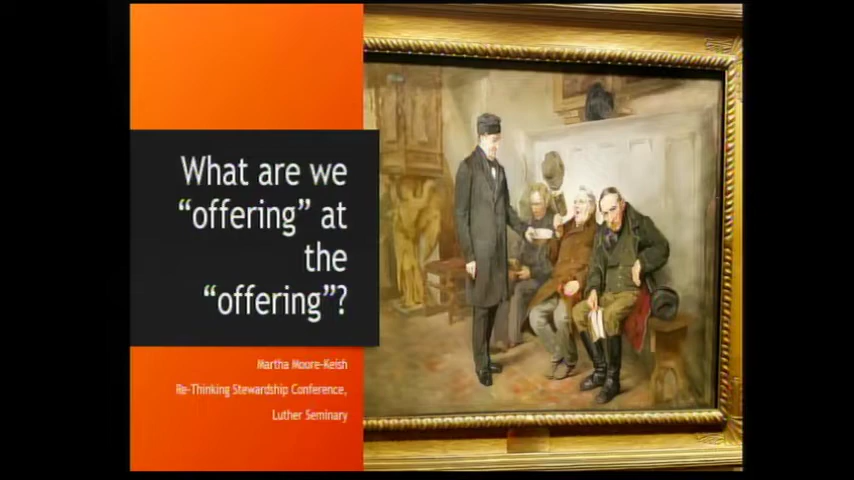 What are we
“offering” at
the
“offering”?
Martha Moore-Keish
Re-Thinking Stewardship Conference,
Luther Seminary